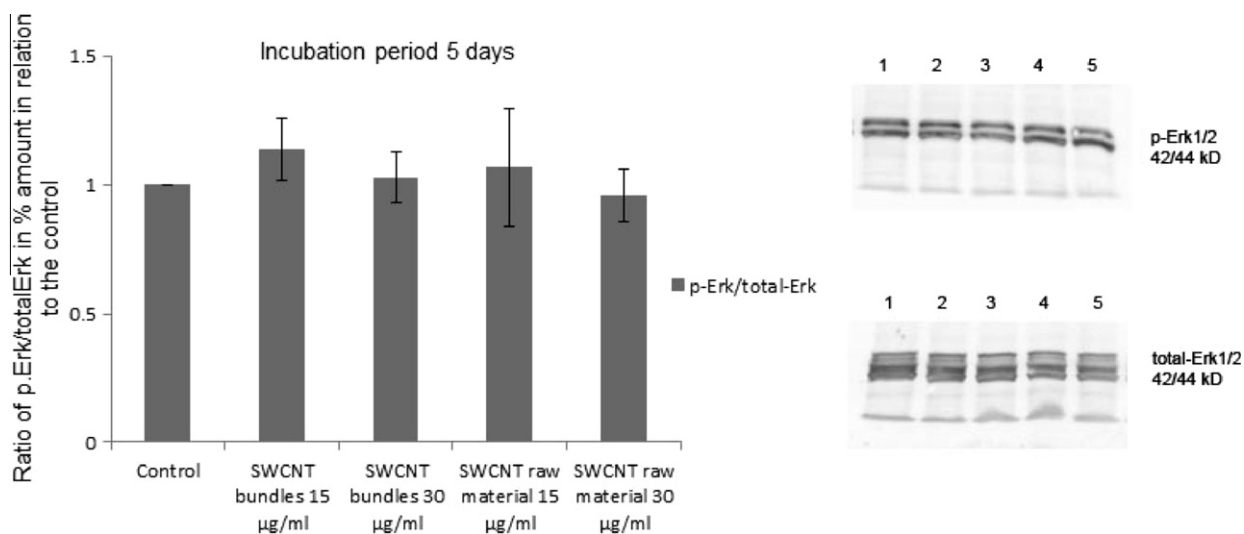 Ratio of p.Erk/totalErk in % amount in relation
to the control
Incubation period 5 days
1.5
1
0.5
0
Control
SWCNT
bundles 15
µg/ml
SWCNT
bundles 30
µg/ml
SWCNT raw
material 15
µg/ml
SWCNT raw
material 30
µg/ml
p-Erk/total-Erk
1 2 3 4 5
p-Erk1/2
42/44 kD
1 2 3 4 5
total-Erk1/2
42/44 kD